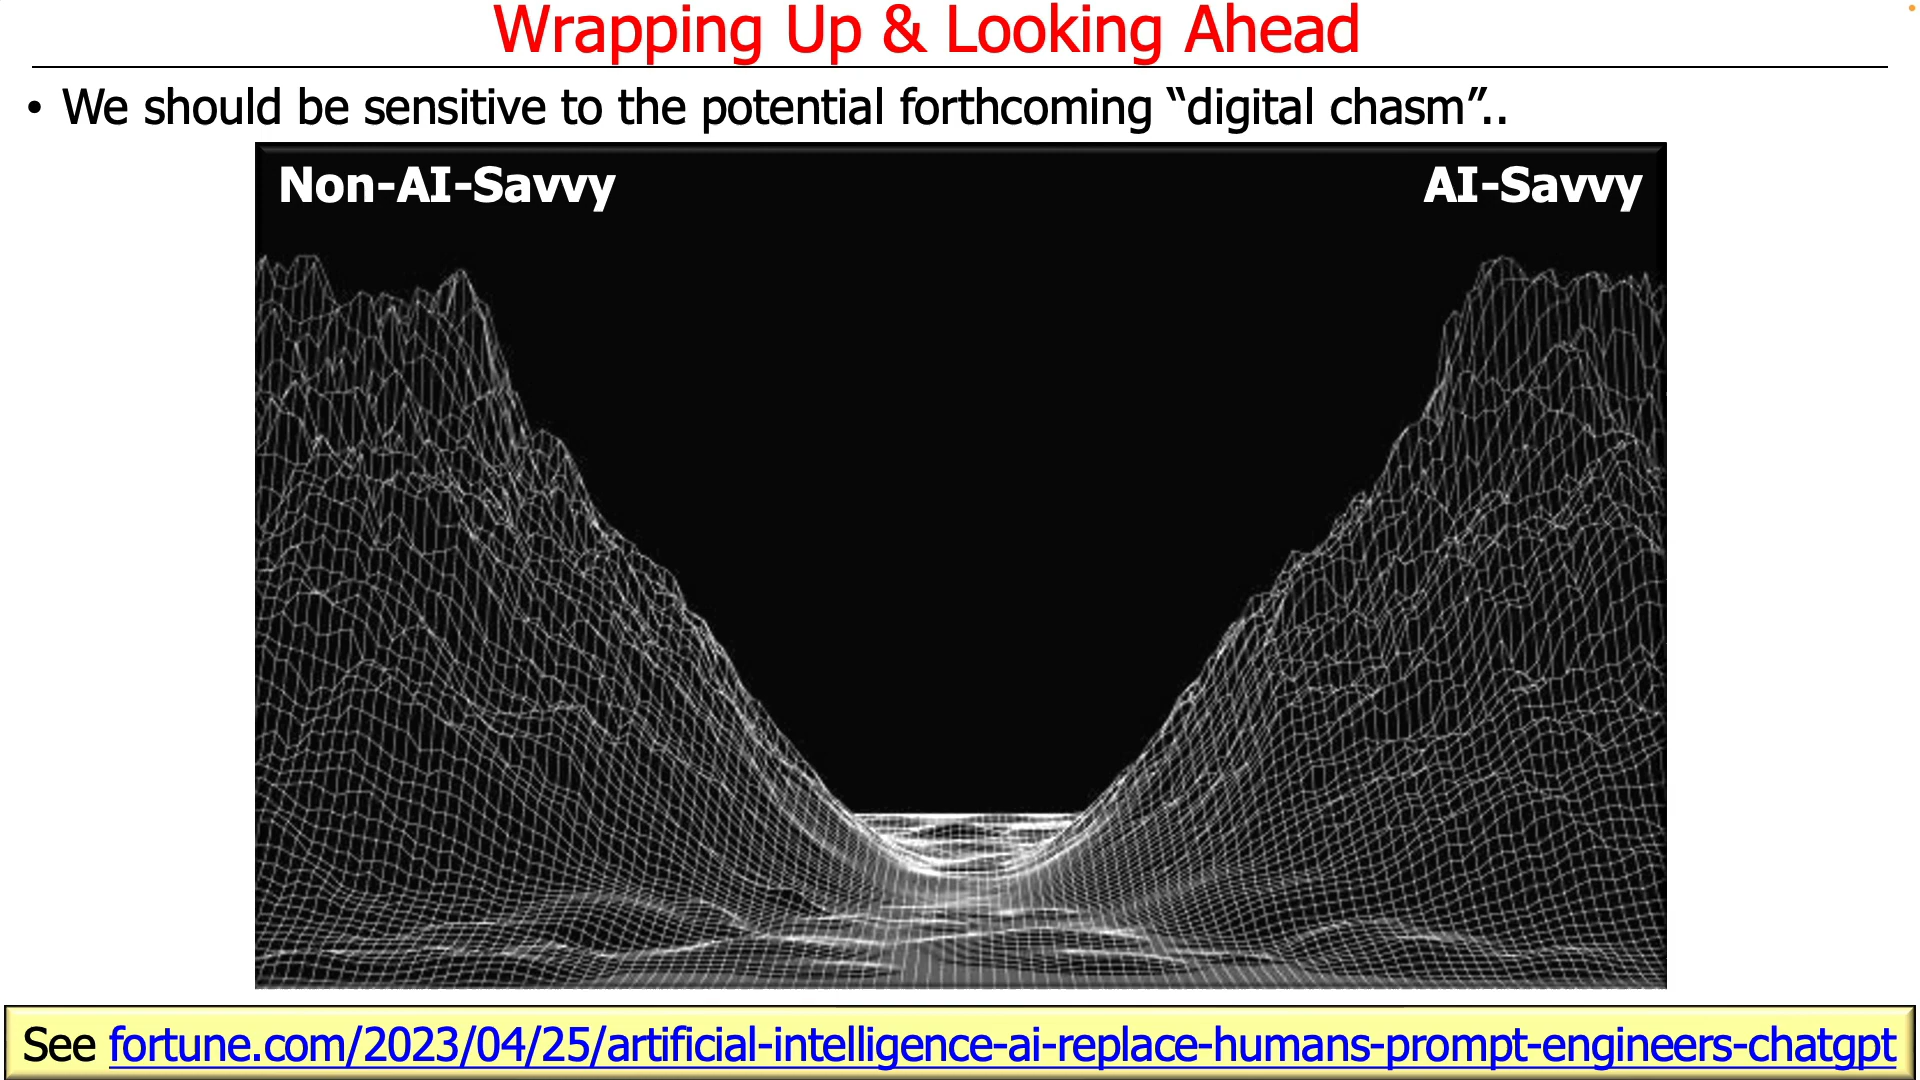 Wrapping Up & Looking Ahead
• We should be sensitive to the potential forthcoming “digital chasm”..
Non-AI-Savvy
AI-Savvy
See fortune.com/2023/04/25/artificial-intelligence-ai-replace-humans-prompt-engineers-chatgpt